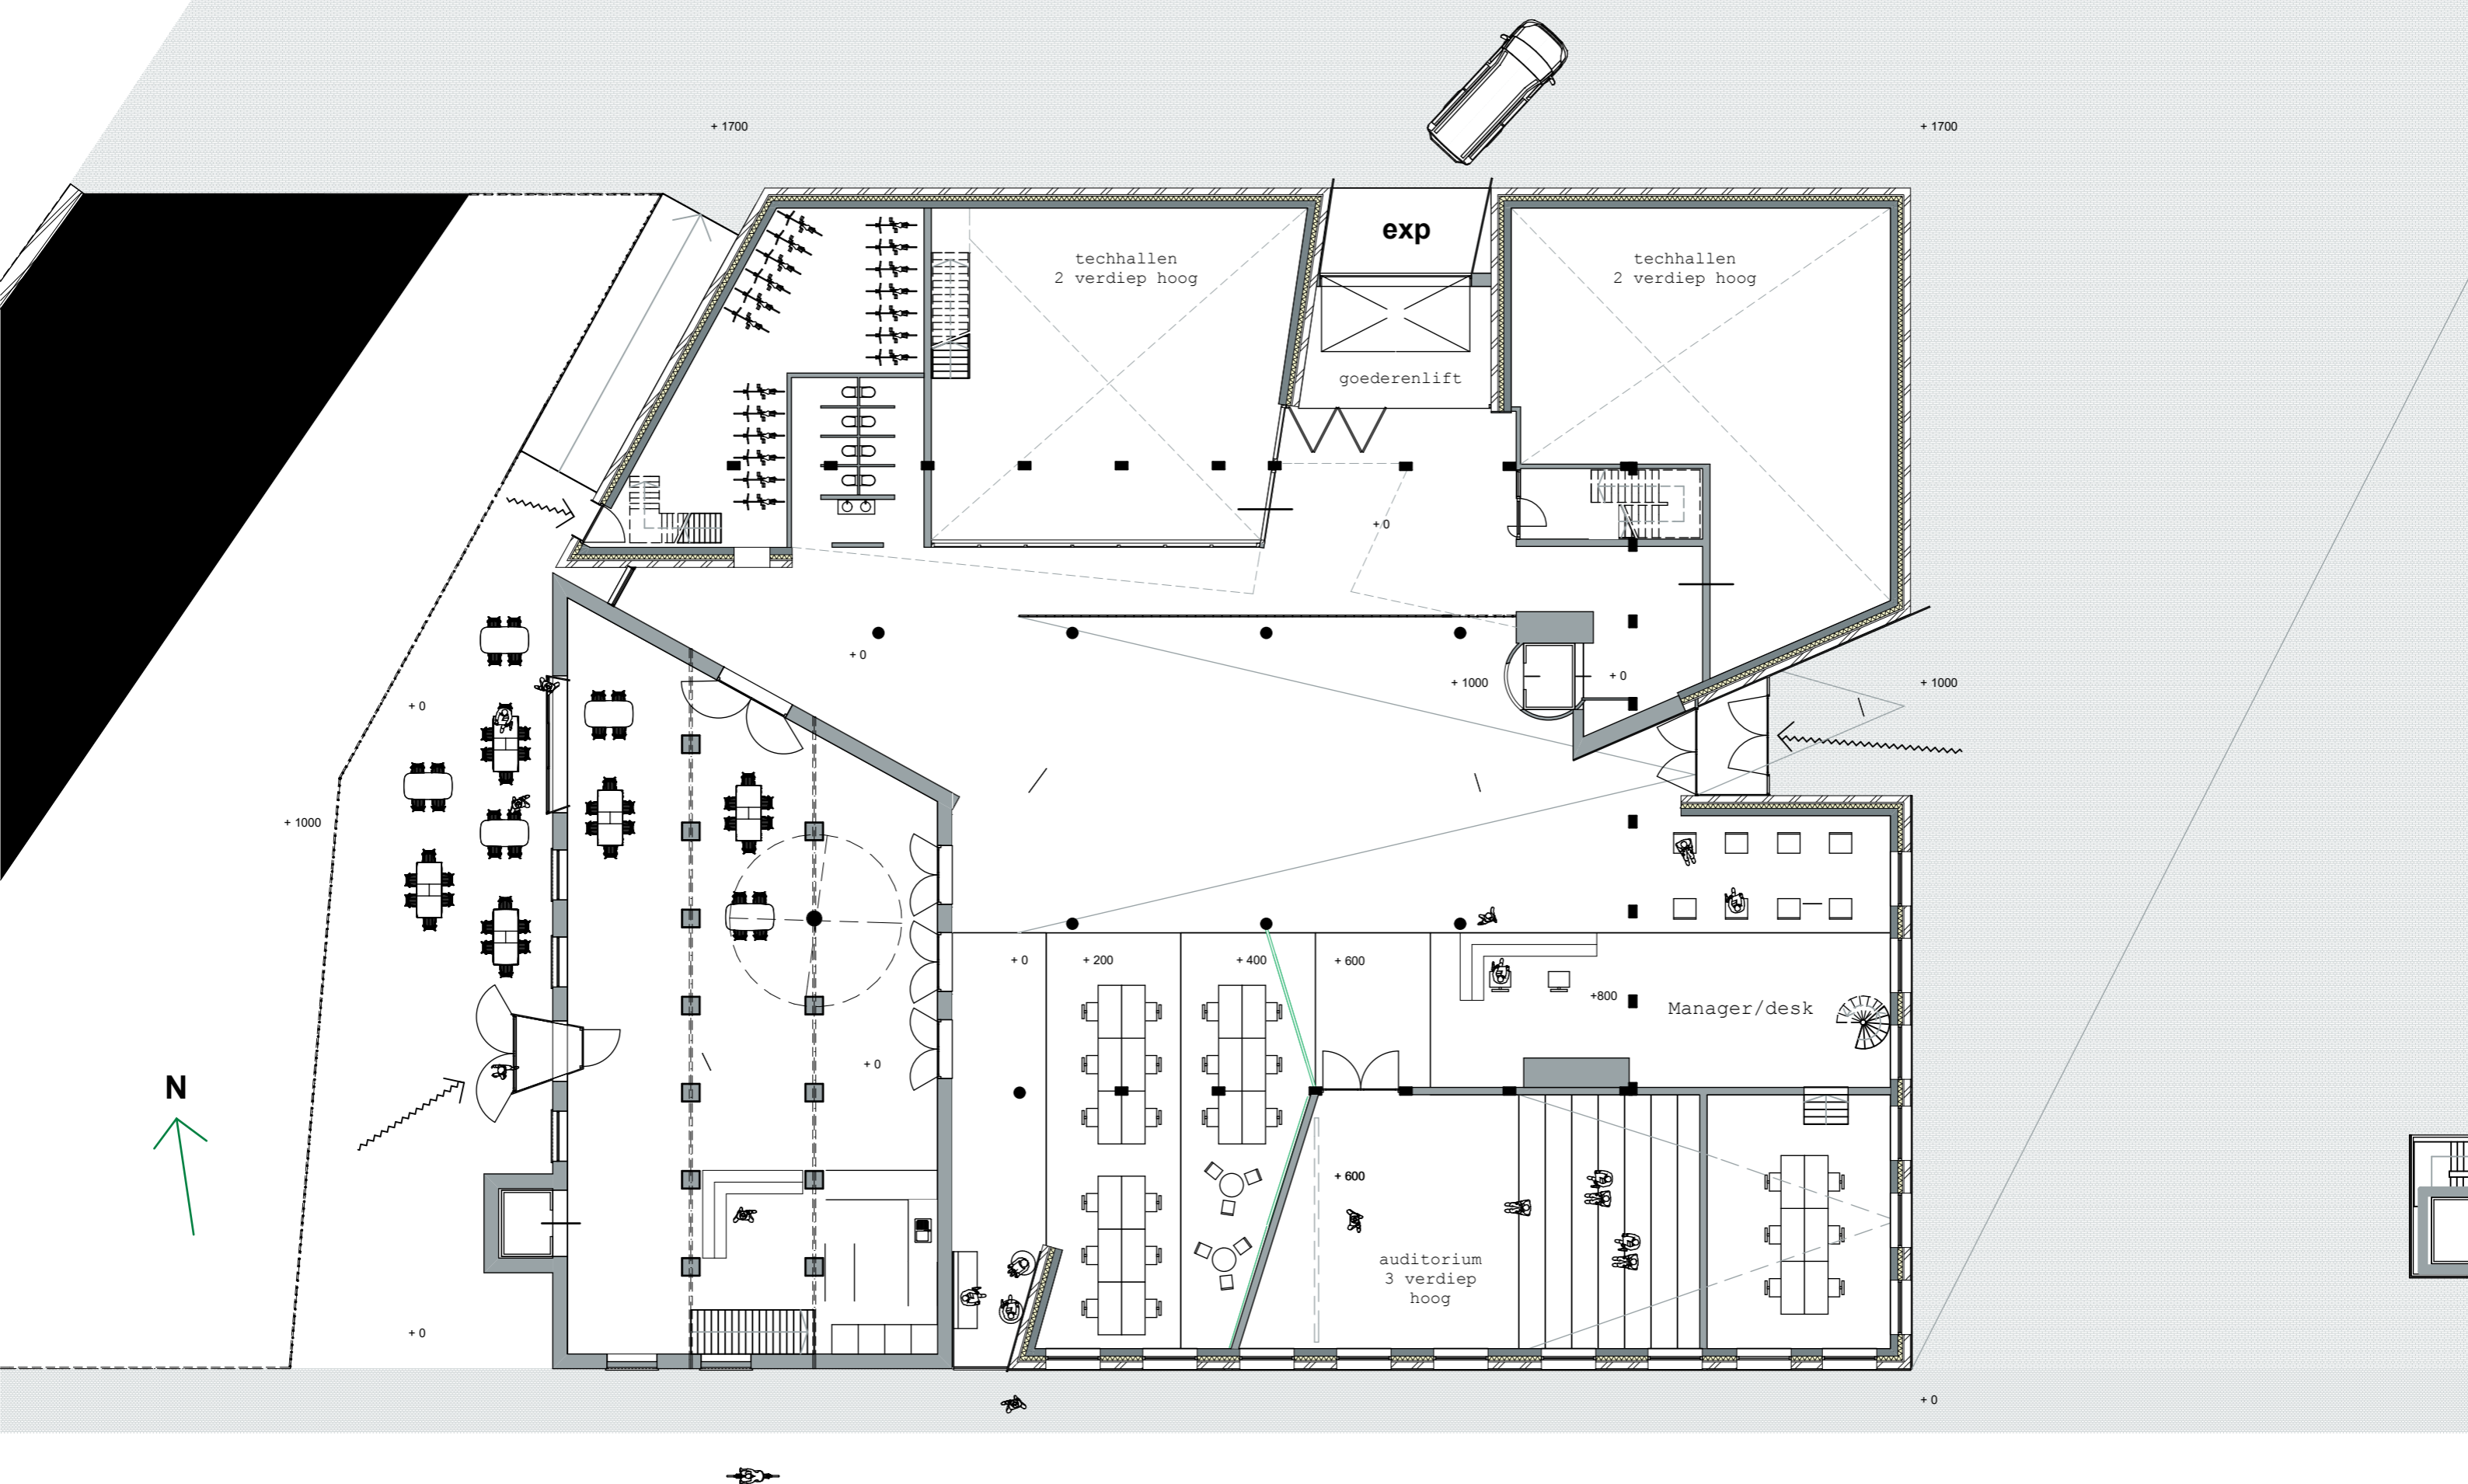 + 1700
+ 1700
exp
techhallen
2 verdiep hoog
techhallen
2 verdiep hoog
goederenlift
+ 0
+ 0
+ 1000
+ 0
+ 1000
+ 0
+ 1000
+ 0
+ 200
+ 400
+ 600
+800
Manager/desk
+ 0
N
+ 600
auditorium
3 verdiep
hoog
+ 0
+ 0